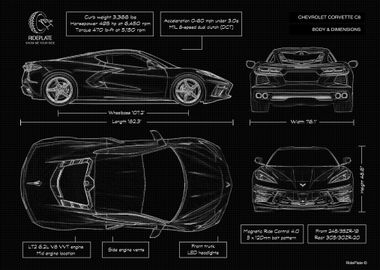 RIDEPLATE
SHOW WE YOUR RIDE
Curb weight 3,366 lbs
Horsepower 495 hp at 6,450 rpm
Torque 470 lb-ft at 5,150 rpm
Acceleration 0-60 mph under 3.0s
M1L 8-speed dual clutch (DCT)
CHEVROLET CORVETTE C8
BODY & DIMENSIONS
Wheelbase "107.2"
Length "182.3"
Width "76.1"
Height "48.6"
LT2 6.2L V8 VVT engine
Mid engine location
Side engine vents
Front trunk
LED headlights
Magnetic Ride Control 4.0
5 x 120mm bolt pattern
Front 245/35ZR-19
Rear 305/30ZR-20
RidePlate ©